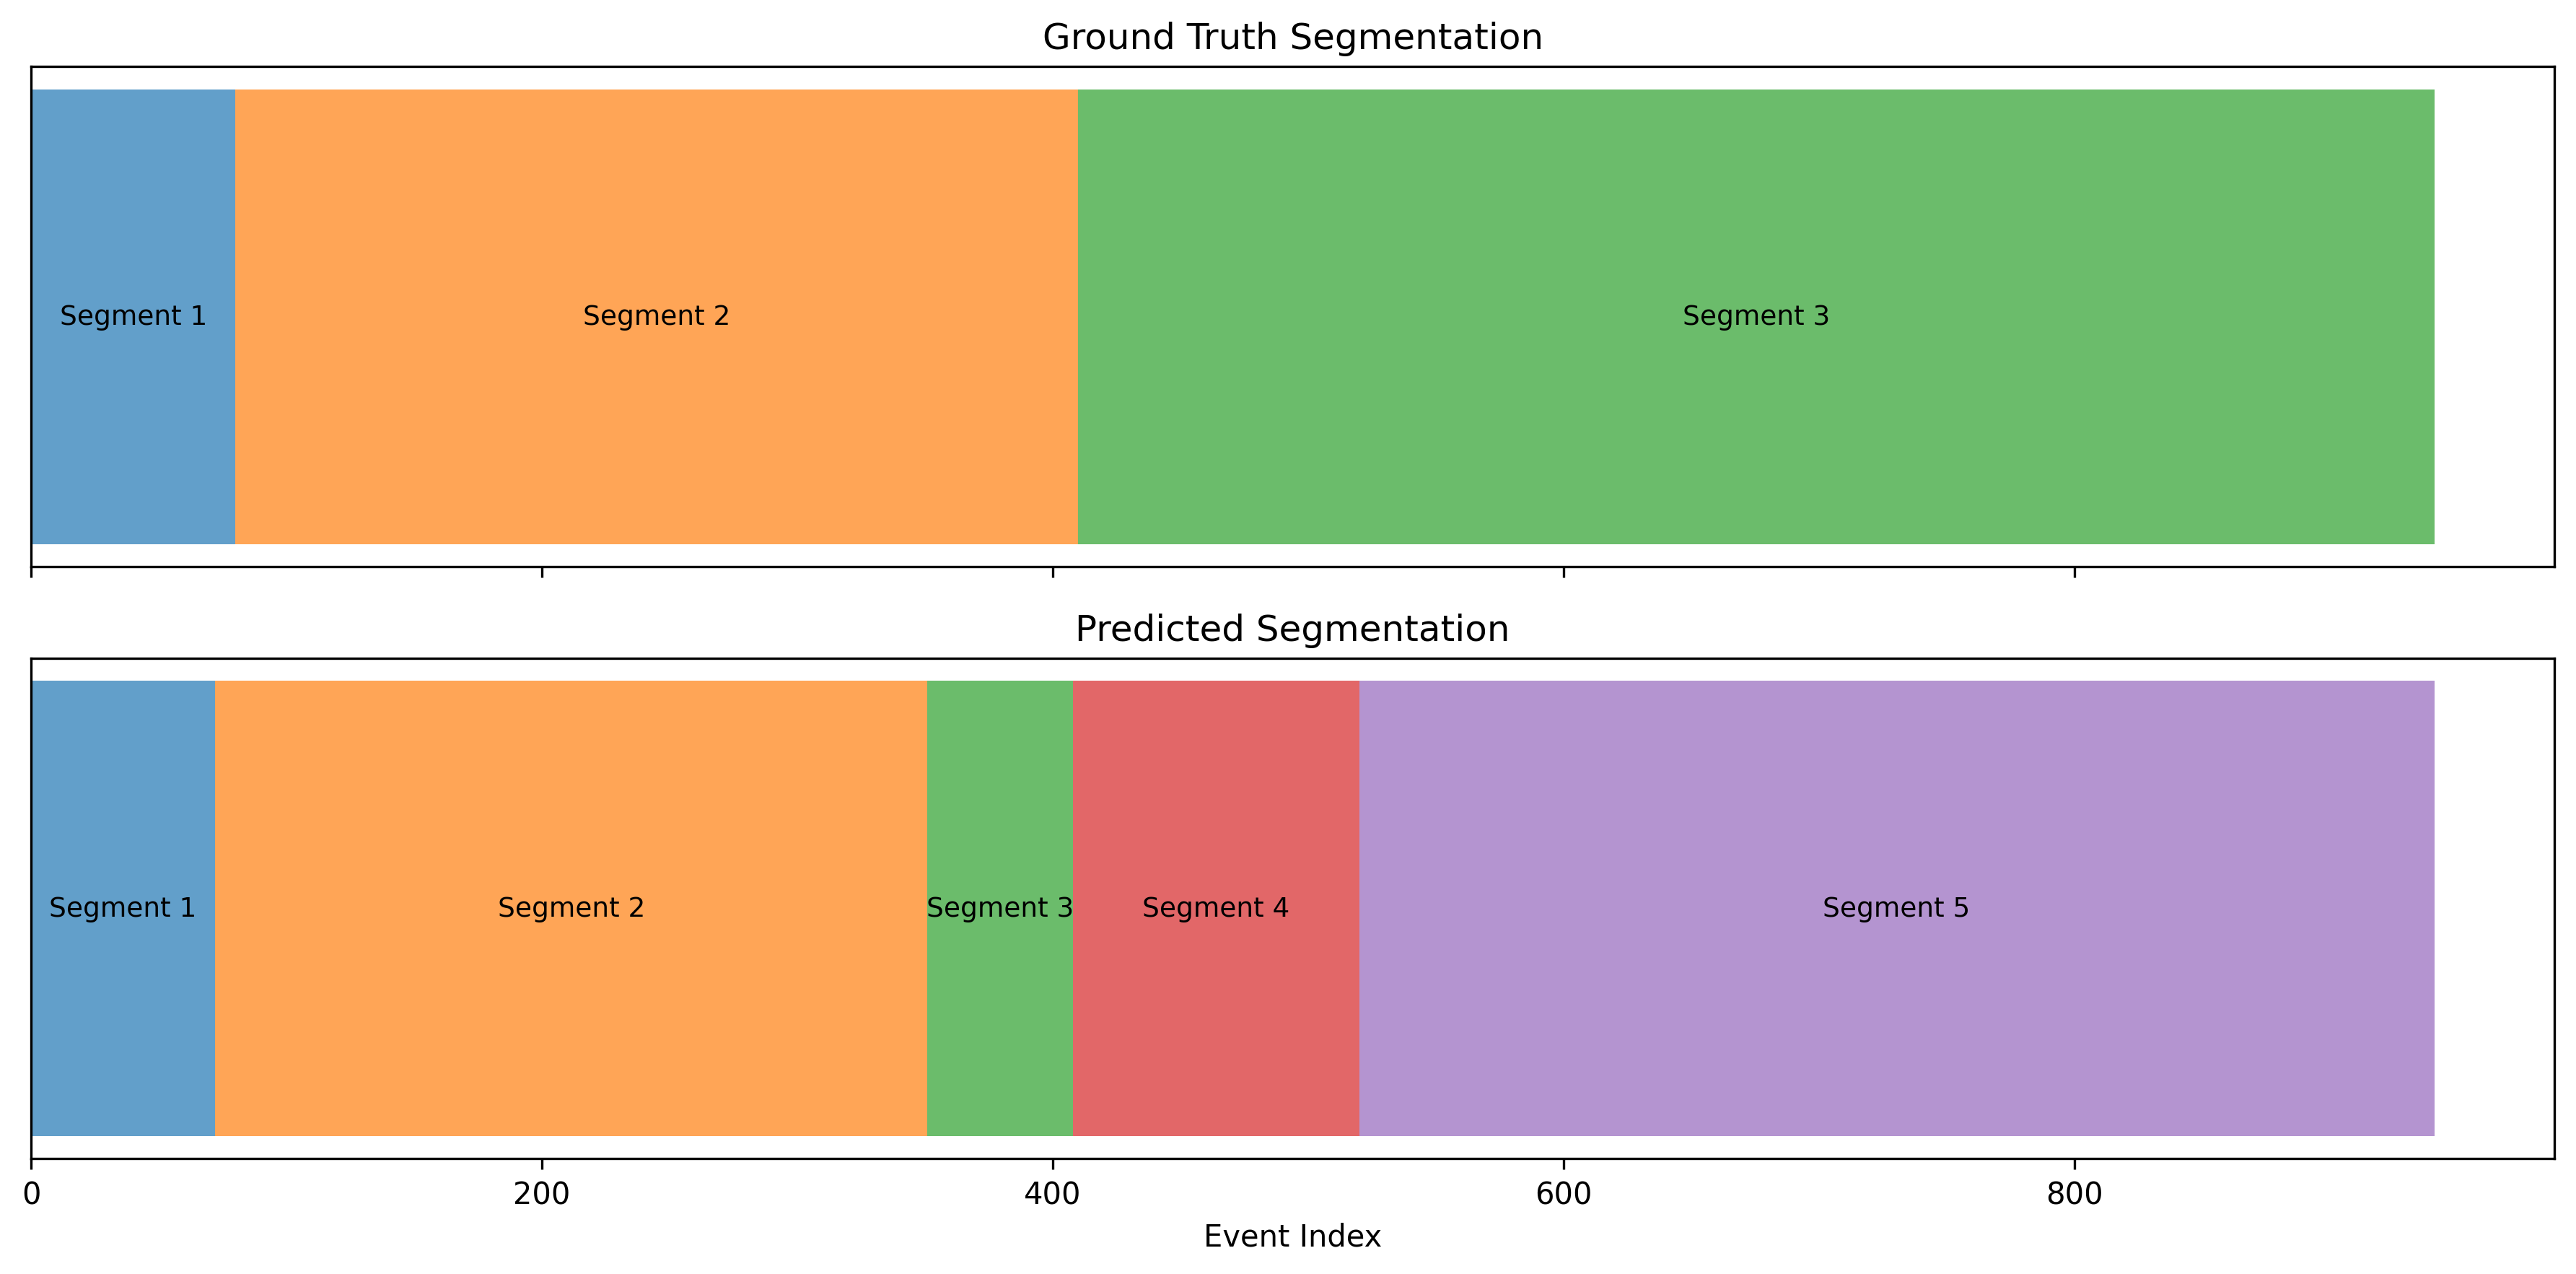 Ground Truth Segmentation
Segment 1 Segment 2 Segment 3
Predicted Segmentation
Segment 1 Segment 2 Segment 3 Segment 4 Segment 5
0 200 400 600 800
Event Index